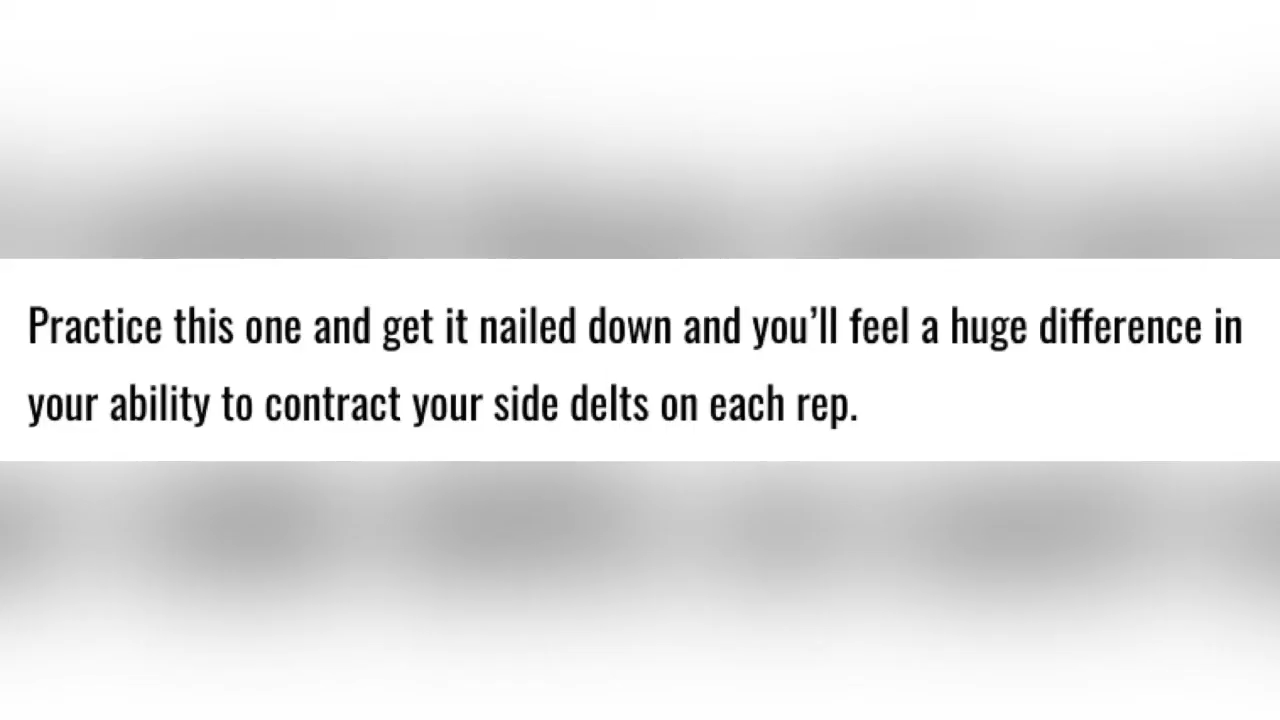 Practice this one and get it nailed down and you’ll feel a huge difference in
your ability to contract your side delts on each rep.